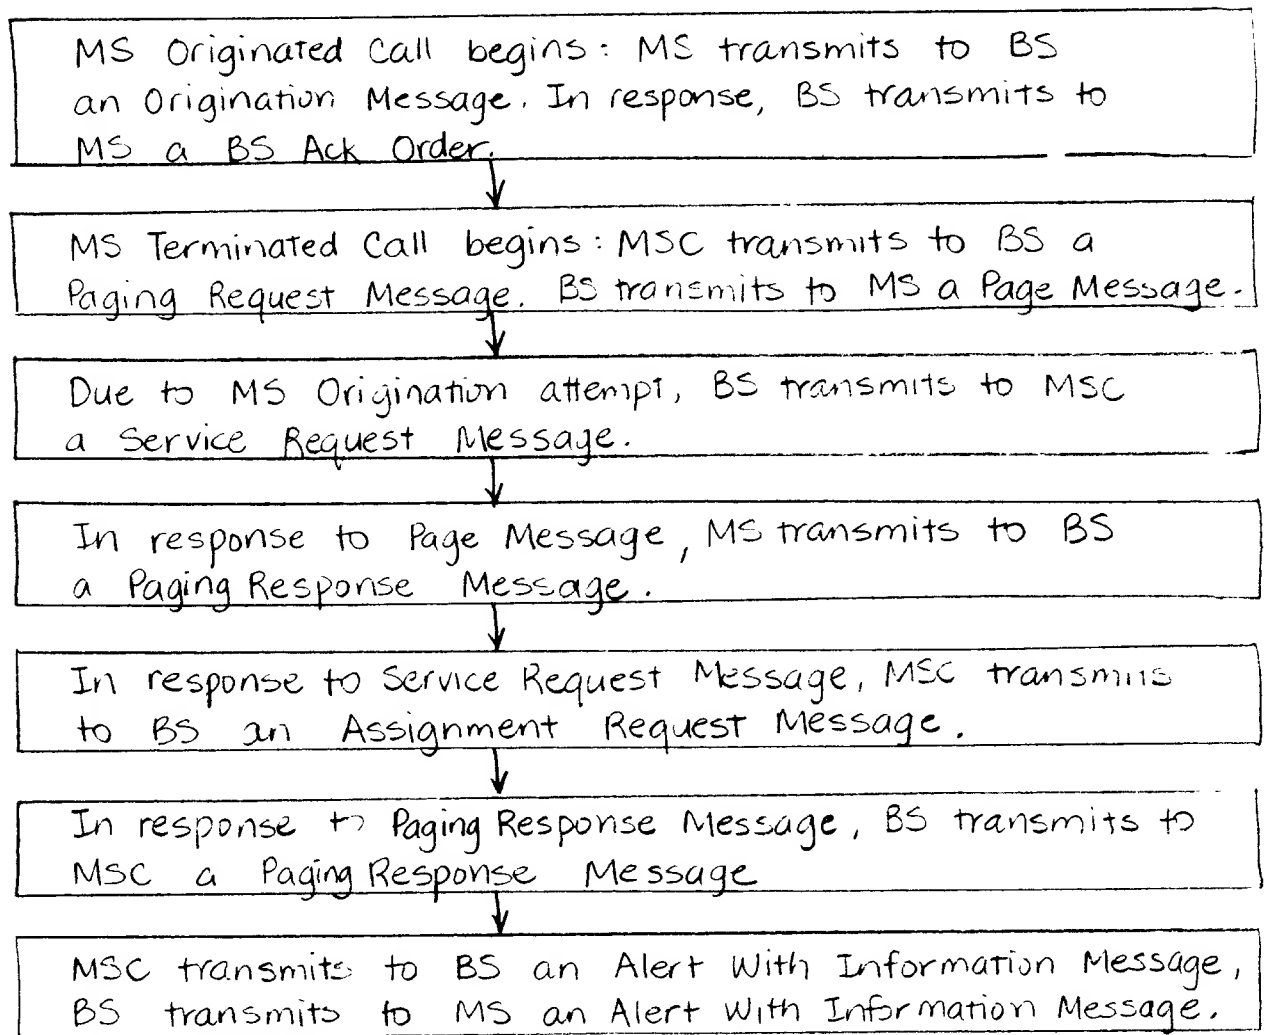 MS Originated Call begins: MS transmits to BS
an Origination Message. In response, BS transmits to
MS a BS Ack Order.
MS Terminated Call begins: MSC transmits to BS a
Paging Request Message. BS transmits to MS a Page Message.
Due to MS Origination attempt, BS transmits to MSC
a Service Request Message.
In response to Page Message, MS transmits to BS
a Paging Response Message.
In response to Service Request Message, MSC transmits
to BS an Assignment Request Message.
In response to Paging Response Message, BS transmits to
MSC a Paging Response Message
MSC transmits to BS an Alert With Information Message,
BS transmits to MS an Alert With Information Message.